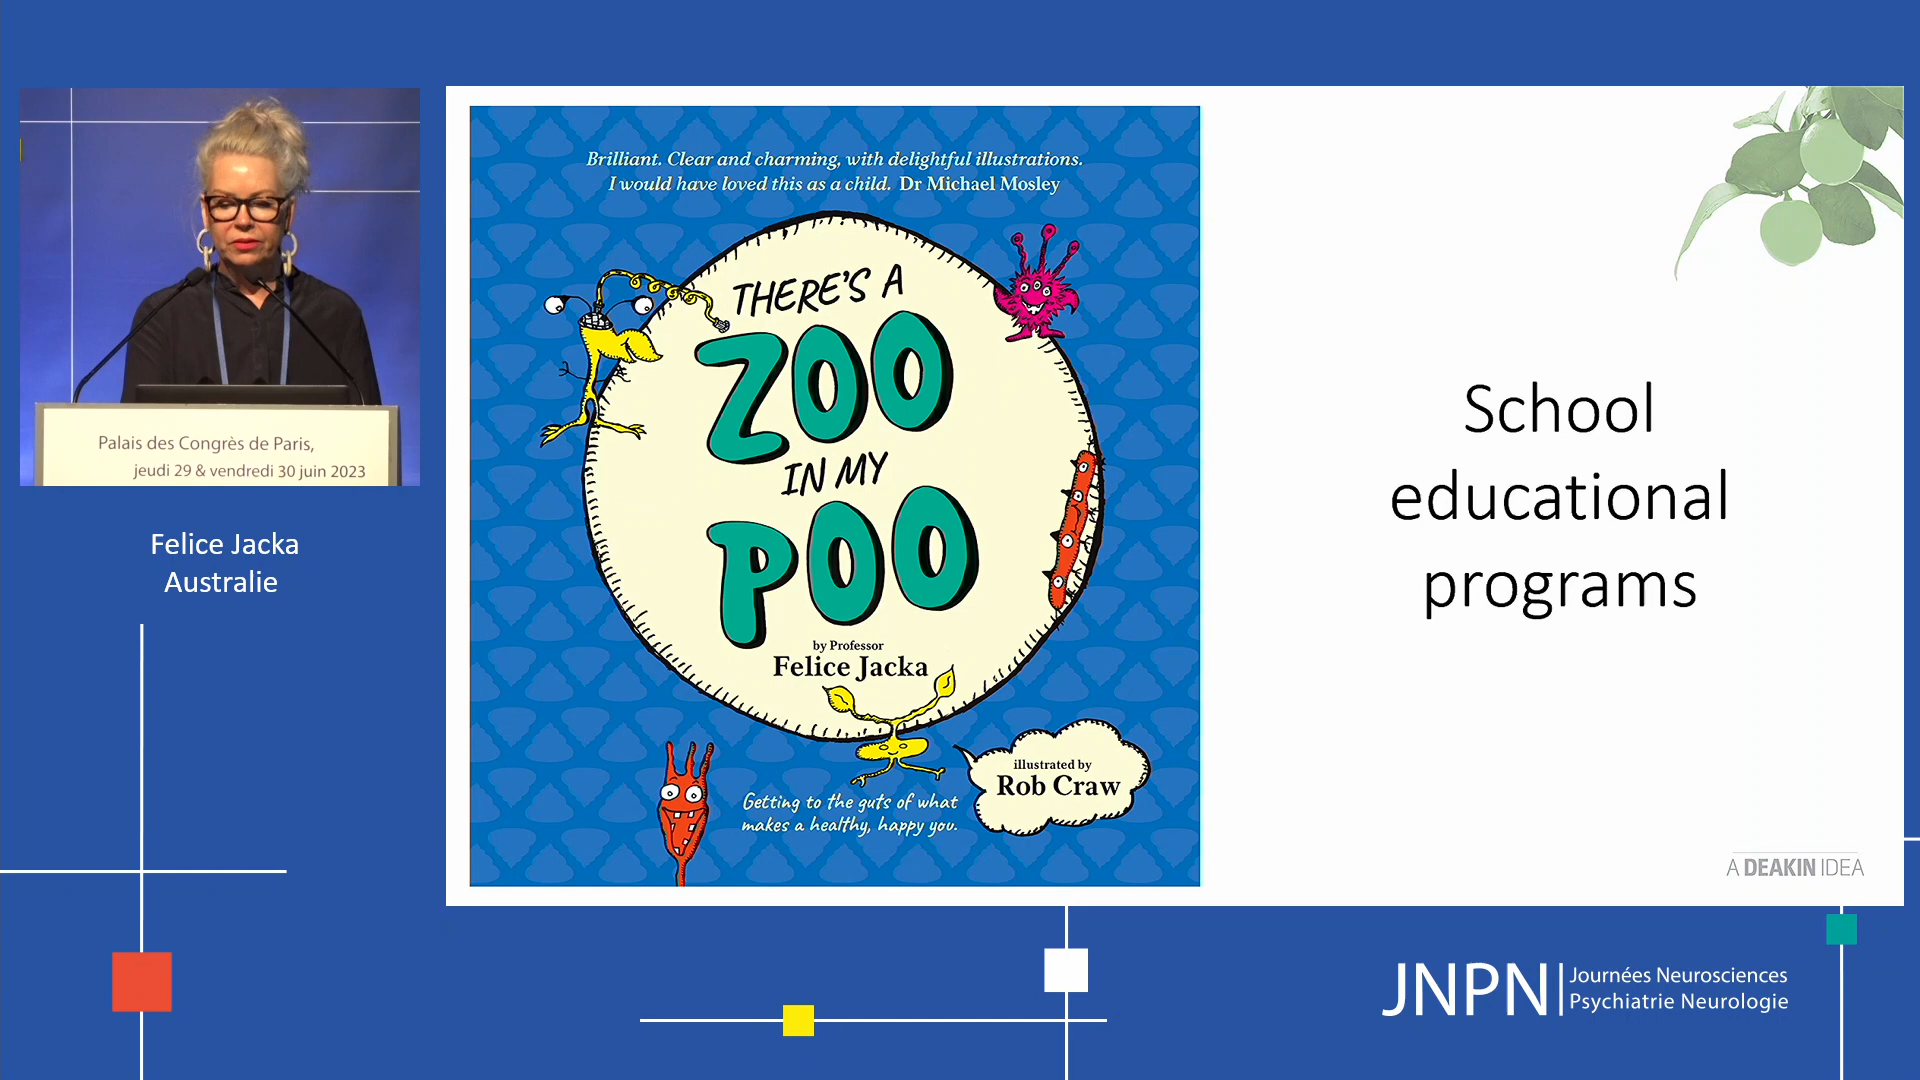 Palais des Congrès de Paris,
jeudi 29 & vendredi 30 juin 2023
Felice Jacka
Australie
Brilliant. Clear and charming, with delightful illustrations.
I would have loved this as a child. Dr Michael Mosley
THERE'S A
ZOO
IN MY
POO
by Professor
Felice Jacka
illustrated by
Rob Craw
Getting to the guts of what
makes a healthy, happy you.
School
educational
programs
A DEAKIN IDEA
JNPN
Journées Neurosciences
Psychiatrie Neurologie